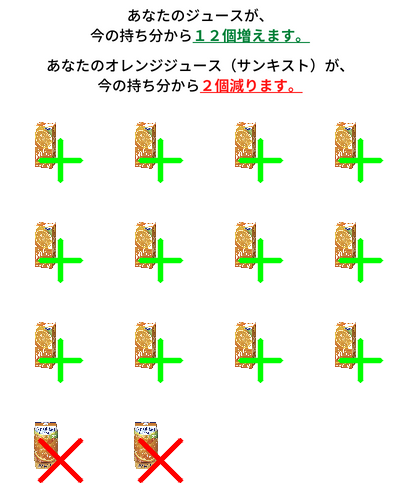 あなたのジュースが、
今の持ち分から１２個増えます。
あなたのオレンジジュース（サンキスト）が、
今の持ち分から２個減ります。